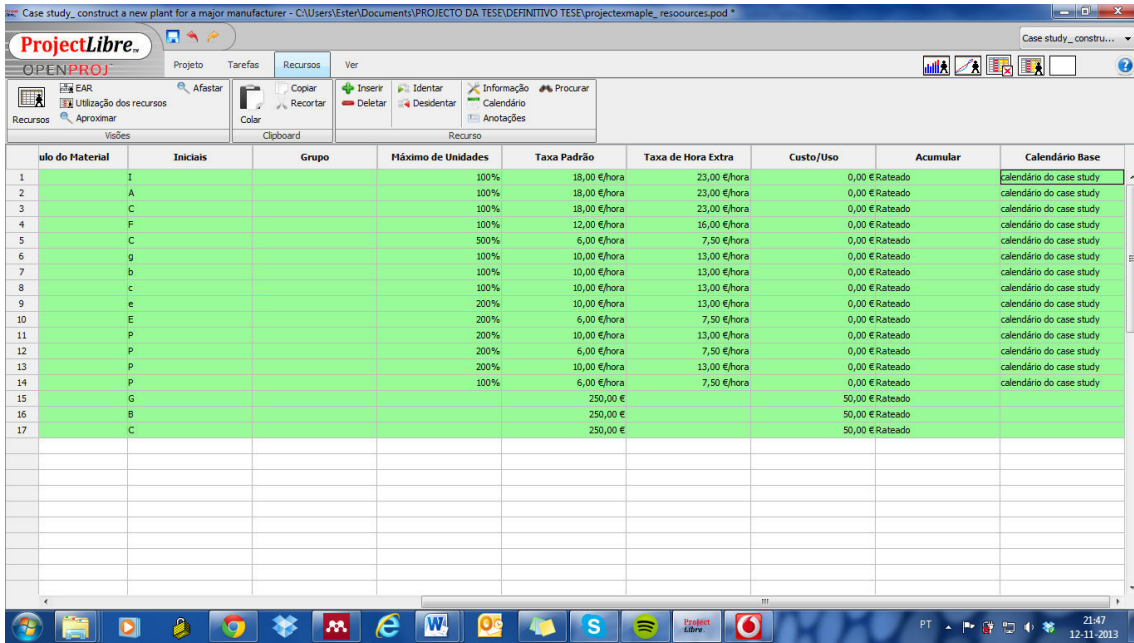 Case study_ construct a new plant for a major manufacturer - C:\Users\Ester\Documents\PROJECTO DA TESE\DEFINITIVO TESE\projectexmaple_ resoources.pod *
ProjectLibre™
OPENPROJ
Case study_ constru...
Projeto Tarefas Recursos Ver
Recursos EAR Utilização dos recursos Aproximar Afastar
Colar Copiar Recortar
Inserir Deletar Identar Desidentar Informação Calendário Anotações Procurar
Visões Clipboard Recurso
ulo do Material Iniciais Grupo Máximo de Unidades Taxa Padrão Taxa de Hora Extra Custo/Uso Acumular Calendário Base
1 I 100% 18,00 €/hora 23,00 €/hora 0,00 € Rateado calendário do case study
2 A 100% 18,00 €/hora 23,00 €/hora 0,00 € Rateado calendário do case study
3 C 100% 18,00 €/hora 23,00 €/hora 0,00 € Rateado calendário do case study
4 F 100% 12,00 €/hora 16,00 €/hora 0,00 € Rateado calendário do case study
5 C 500% 6,00 €/hora 7,50 €/hora 0,00 € Rateado calendário do case study
6 g 100% 10,00 €/hora 13,00 €/hora 0,00 € Rateado calendário do case study
7 b 100% 10,00 €/hora 13,00 €/hora 0,00 € Rateado calendário do case study
8 c 100% 10,00 €/hora 13,00 €/hora 0,00 € Rateado calendário do case study
9 e 200% 10,00 €/hora 13,00 €/hora 0,00 € Rateado calendário do case study
10 E 200% 6,00 €/hora 7,50 €/hora 0,00 € Rateado calendário do case study
11 P 200% 10,00 €/hora 13,00 €/hora 0,00 € Rateado calendário do case study
12 P 200% 6,00 €/hora 7,50 €/hora 0,00 € Rateado calendário do case study
13 P 200% 10,00 €/hora 13,00 €/hora 0,00 € Rateado calendário do case study
14 P 100% 6,00 €/hora 7,50 €/hora 0,00 € Rateado calendário do case study
15 G 250,00 € 50,00 € Rateado
16 B 250,00 € 50,00 € Rateado
17 C 250,00 € 50,00 € Rateado
Project Libre
PT
21:47
12-11-2013